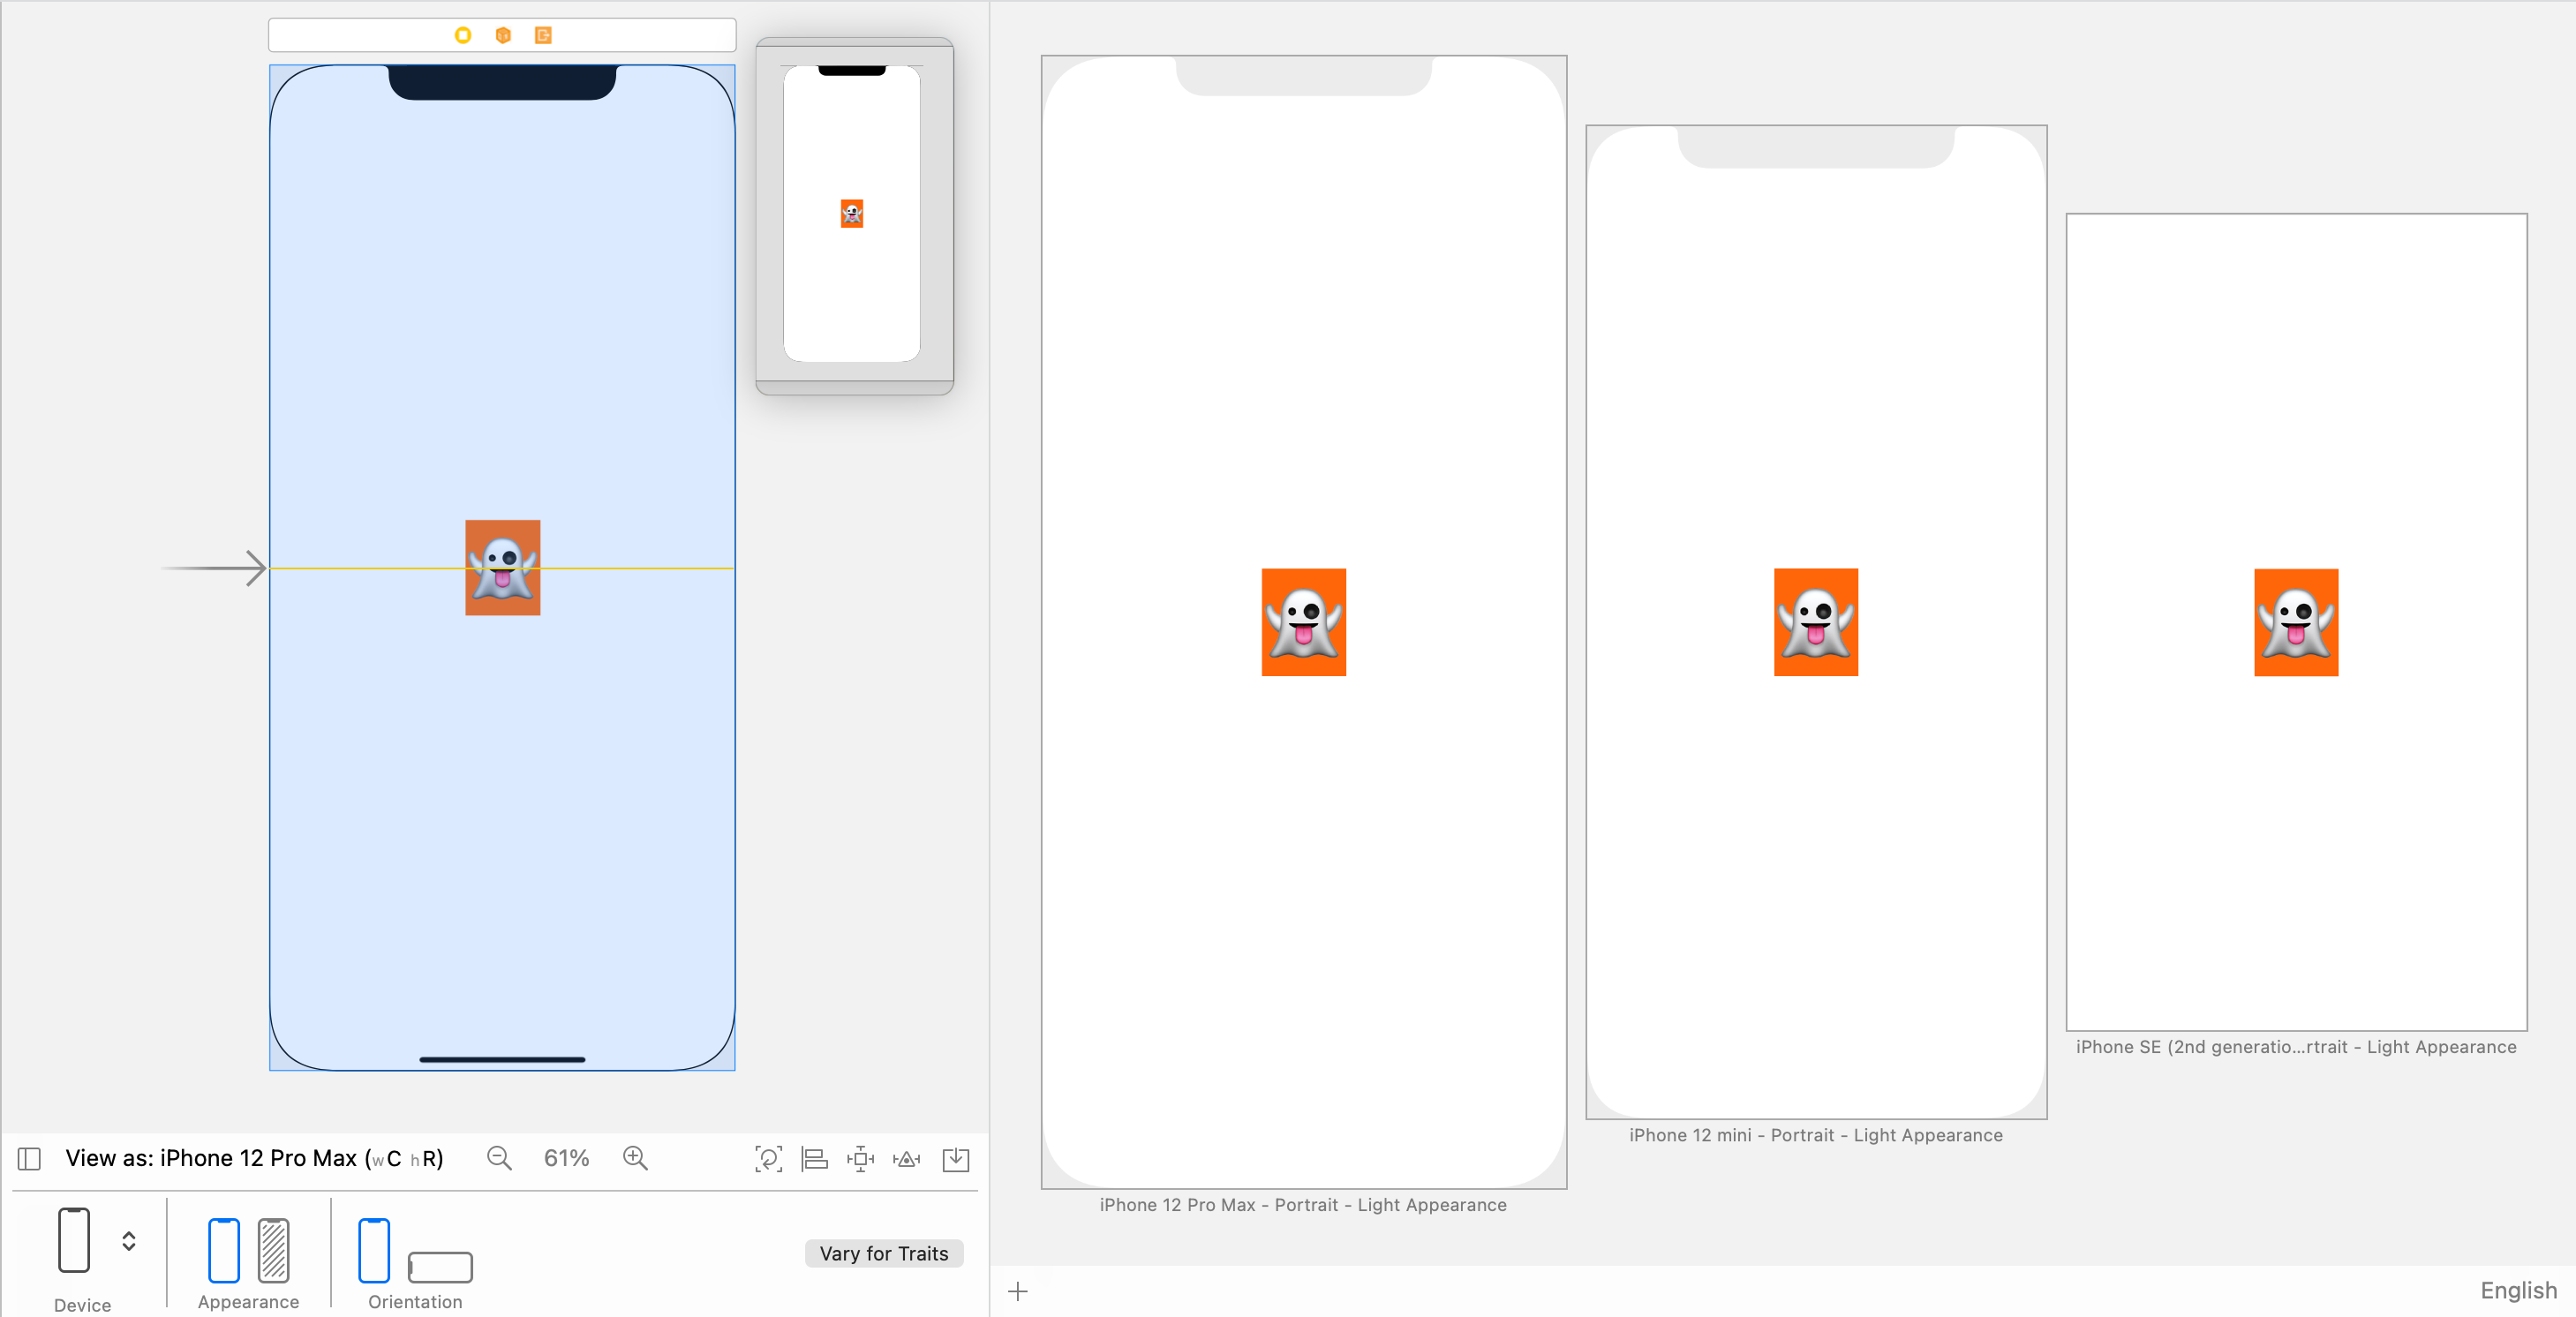 iPhone SE (2nd generatio...rtrait - Light Appearance
iPhone 12 mini - Portrait - Light Appearance
iPhone 12 Pro Max - Portrait - Light Appearance
View as: iPhone 12 Pro Max (wC hR)
61%
Vary for Traits
Device
Appearance
Orientation
English